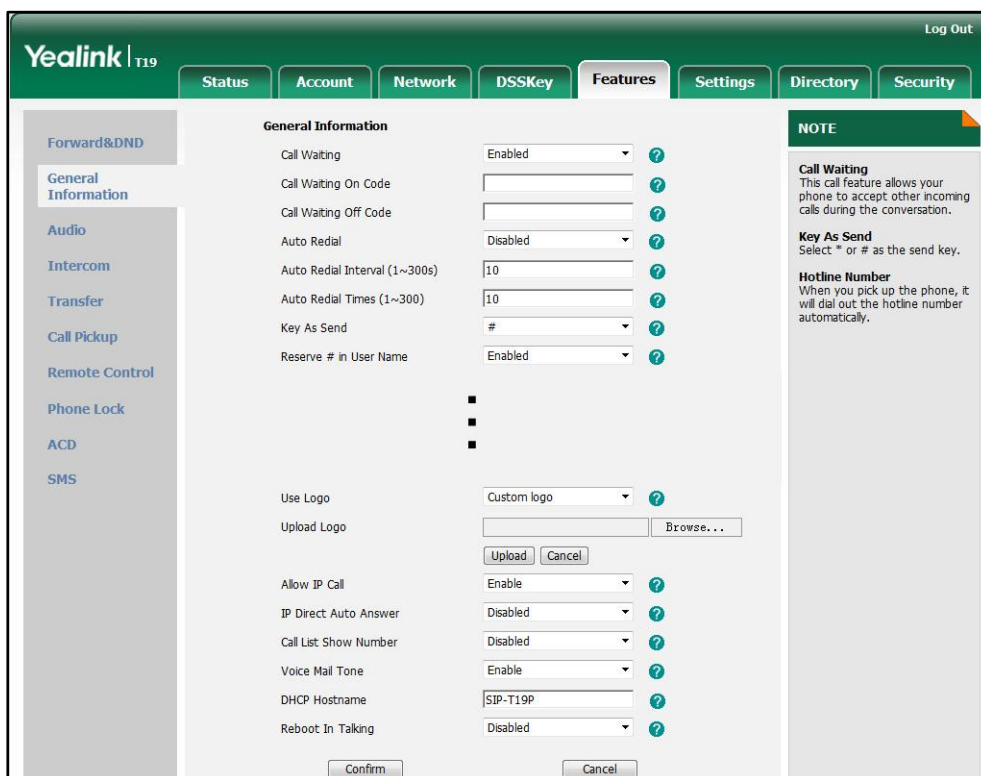 Log Out
Yealink T19
Status Account Network DSSKey Features Settings Directory Security
Forward&DND
General
Information
Audio
Intercom
Transfer
Call Pickup
Remote Control
Phone Lock
ACD
SMS
General Information
Call Waiting Enabled ?
Call Waiting On Code ?
Call Waiting Off Code ?
Auto Redial Disabled ?
Auto Redial Interval (1~300s) 10 ?
Auto Redial Times (1~300) 10 ?
Key As Send # ?
Reserve # in User Name Enabled ?
Use Logo Custom logo ?
Upload Logo Browse...
Upload Cancel
Allow IP Call Enable ?
IP Direct Auto Answer Disabled ?
Call List Show Number Disabled ?
Voice Mail Tone Enable ?
DHCP Hostname SIP-T19P ?
Reboot In Talking Disabled ?
Confirm Cancel
NOTE
Call Waiting
This call feature allows your
phone to accept other incoming
calls during the conversation.
Key As Send
Select * or # as the send key.
Hotline Number
When you pick up the phone, it
will dial out the hotline number
automatically.